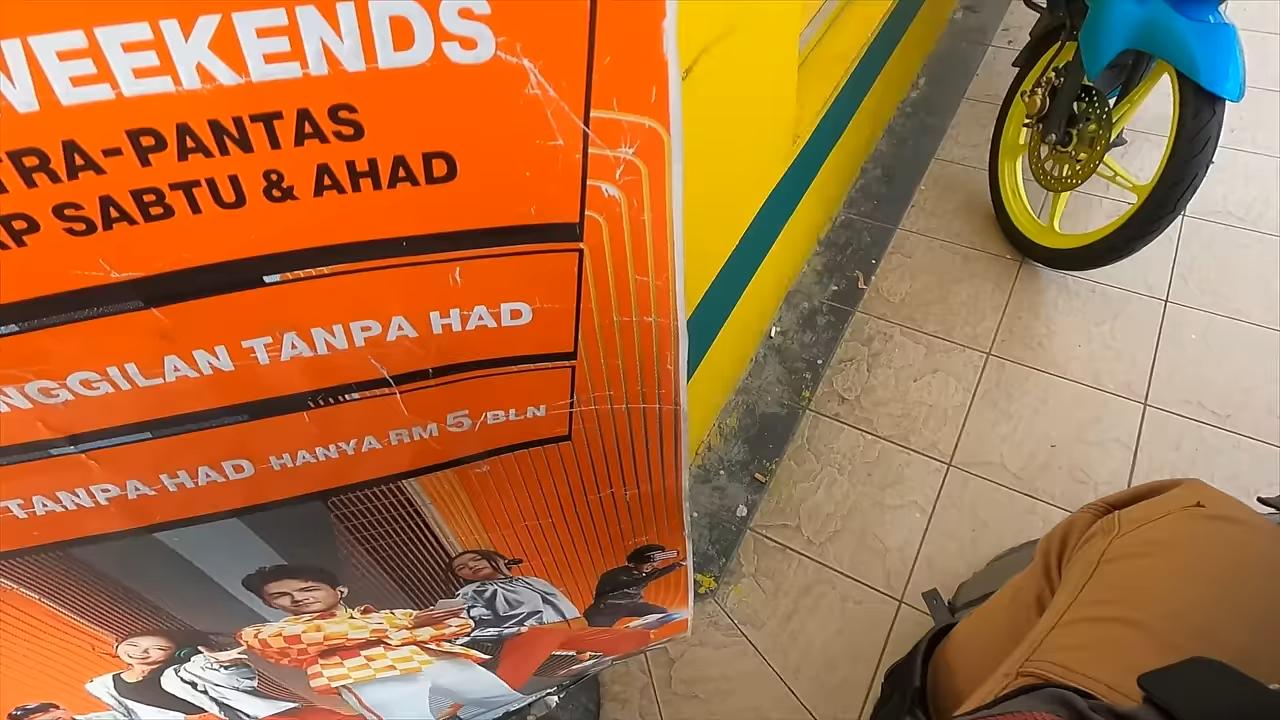 WEEKENDS
TRA-PANTAS
AP SABTU & AHAD
NGGILAN TANPA HAD
TANPA HAD HANYA RM 5/BLN